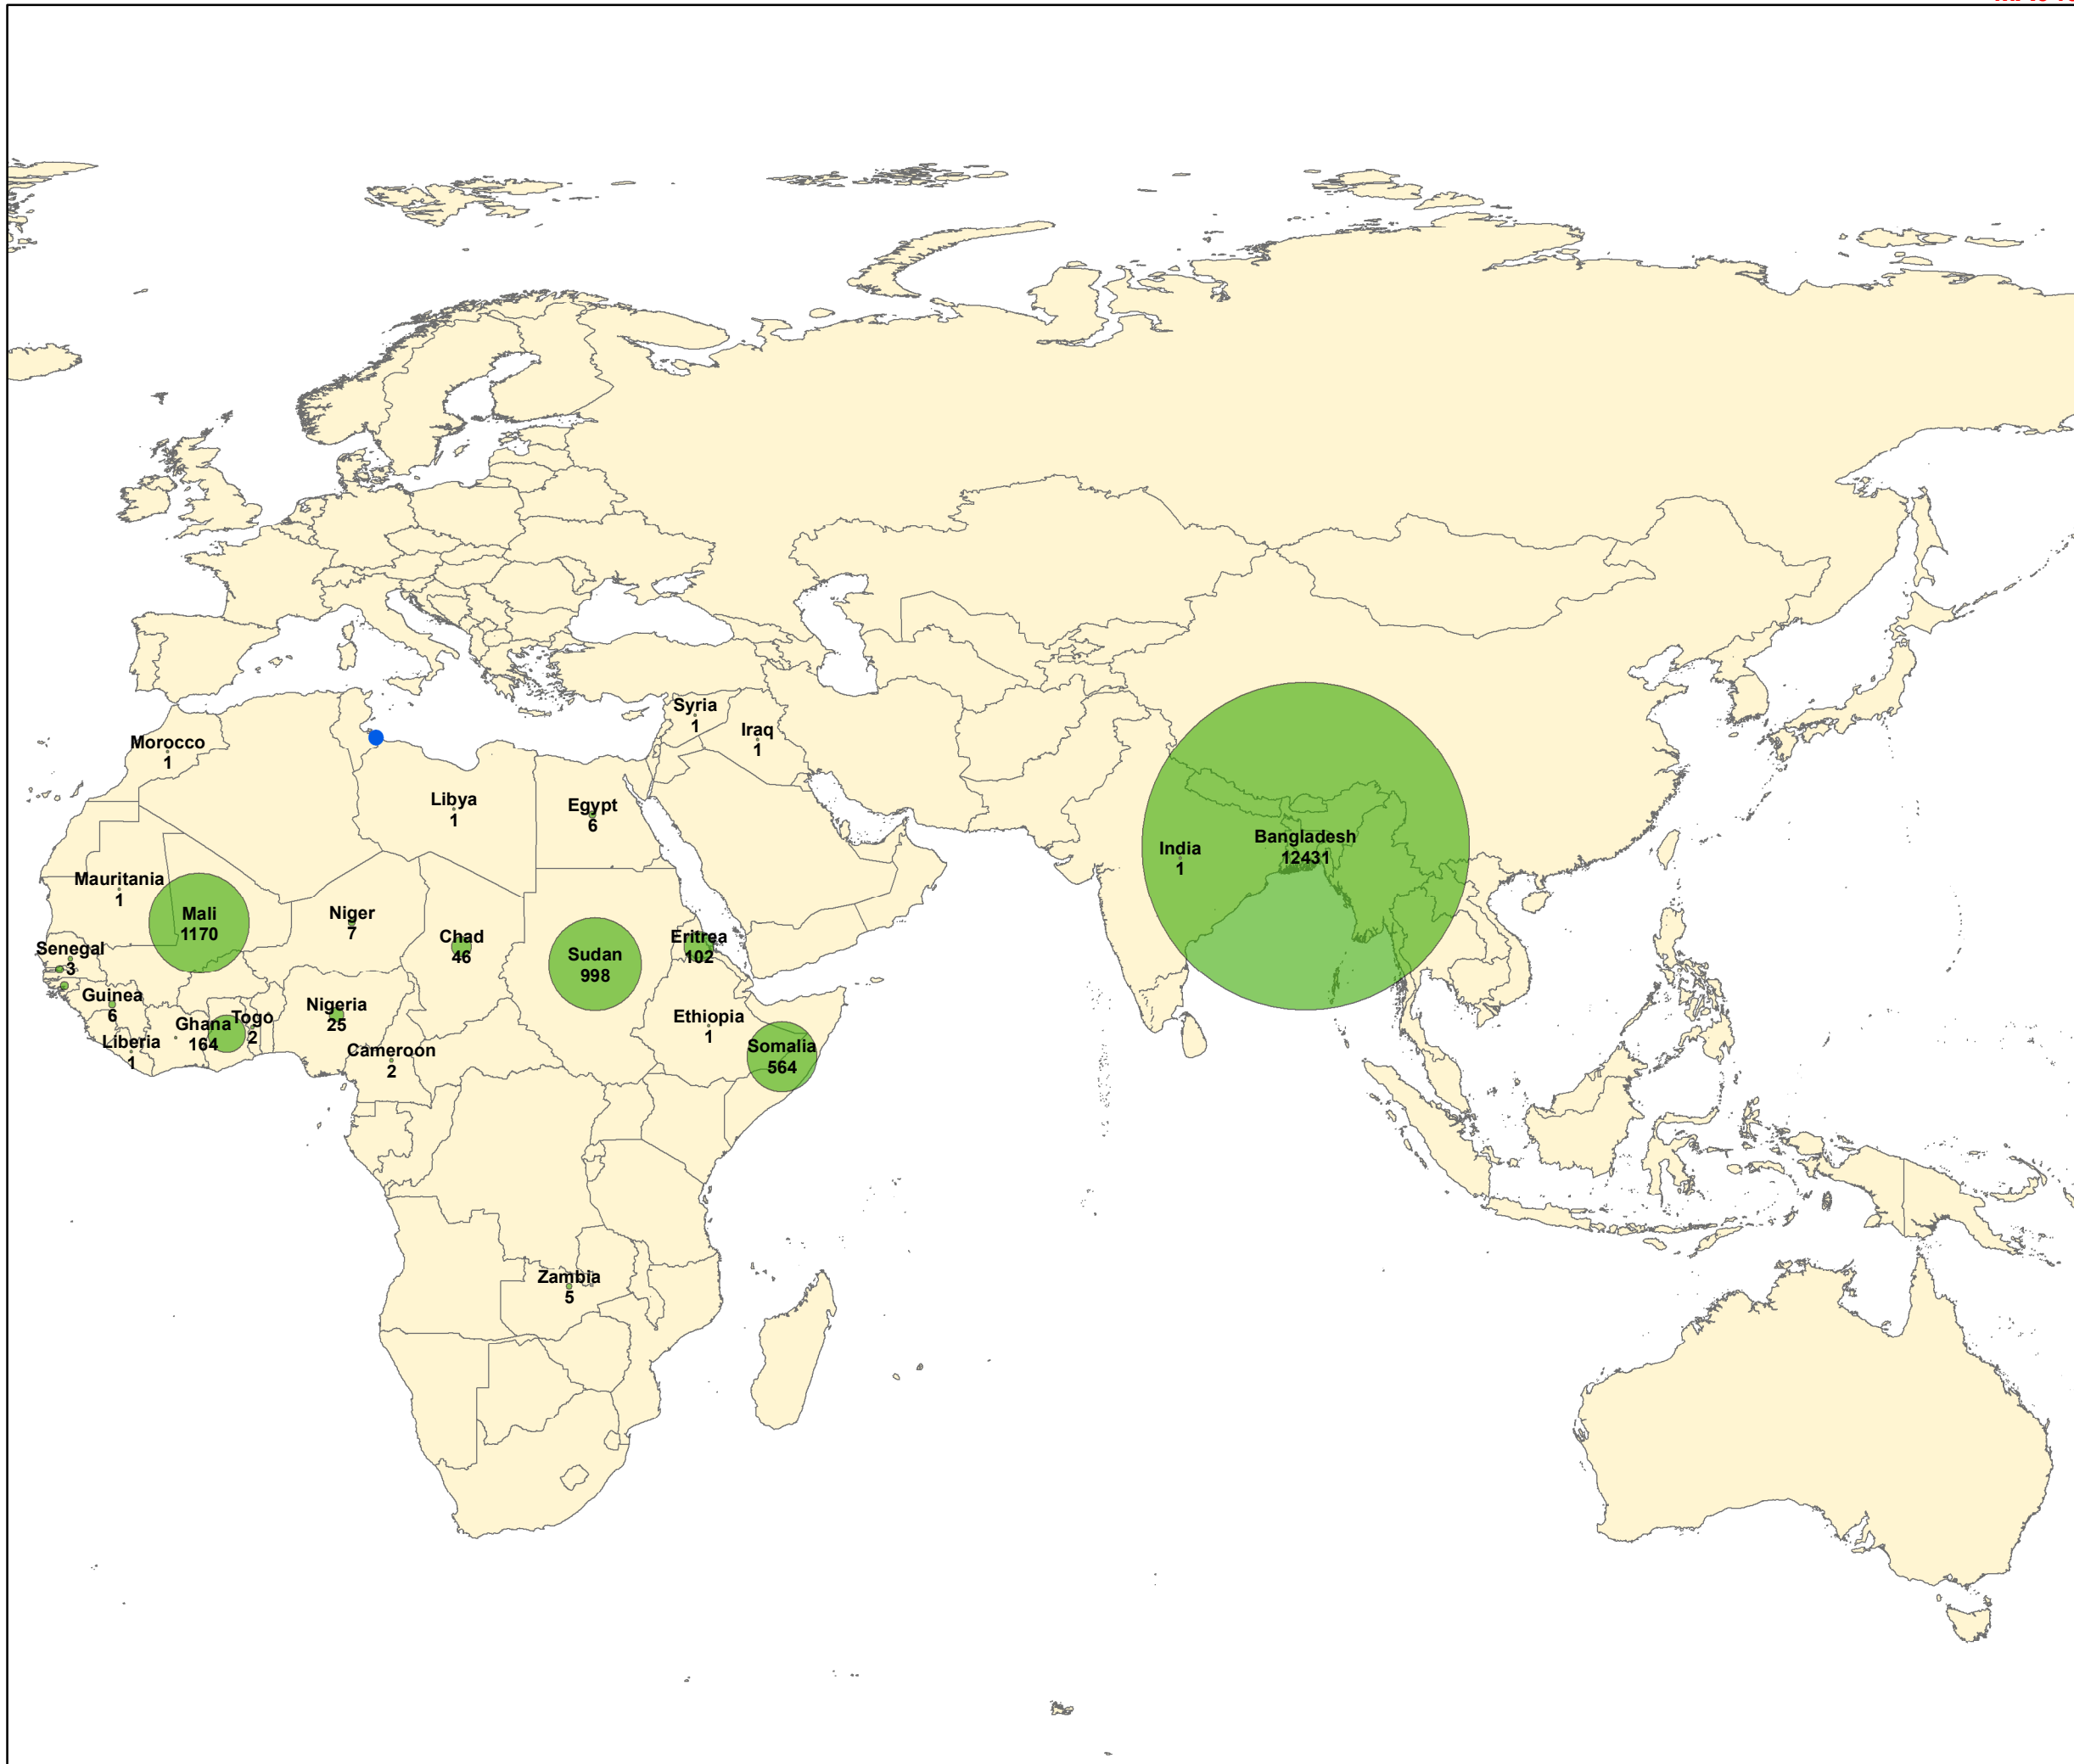 Syria
1
Iraq
1
Morocco
1
Libya
1
Egypt
6
India
1
Bangladesh
12431
Mauritania
1
Mali
1170
Niger
7
Chad
46
Sudan
998
Eritrea
102
Senegal
3
Guinea
6
Liberia
1
Ghana
164
Togo
2
Nigeria
25
Cameroon
2
Ethiopia
1
Somalia
564
Zambia
5